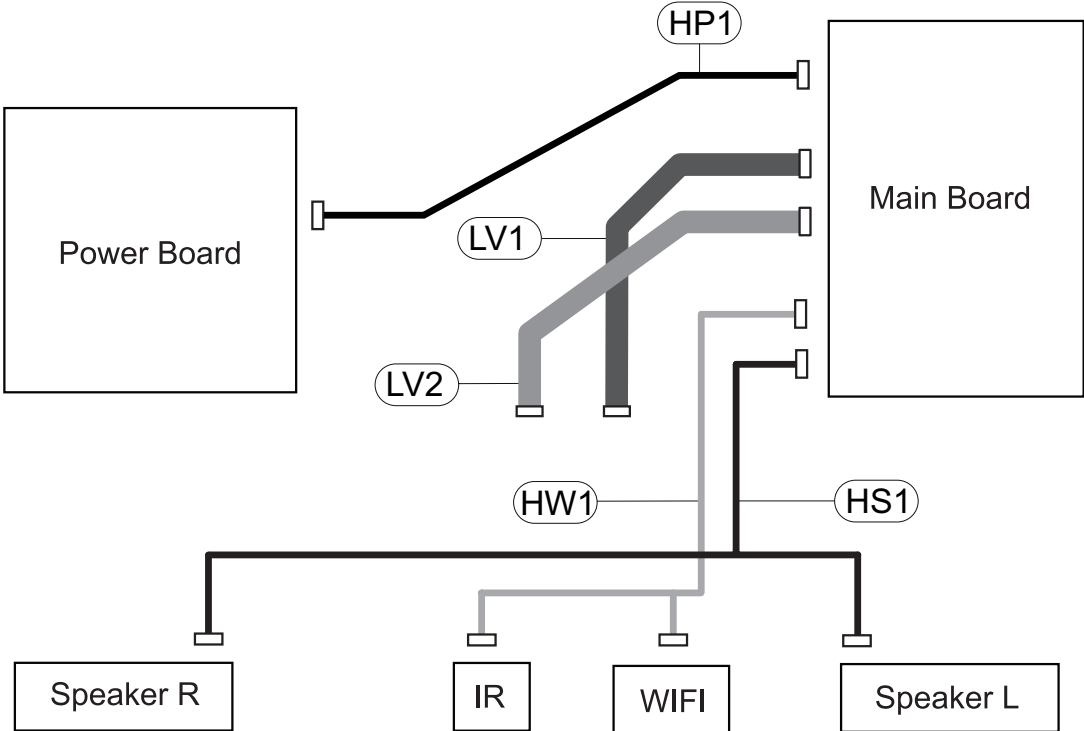 HP1
Main Board
Power Board
LV1
LV2
HW1
HS1
Speaker R
IR
WIFI
Speaker L